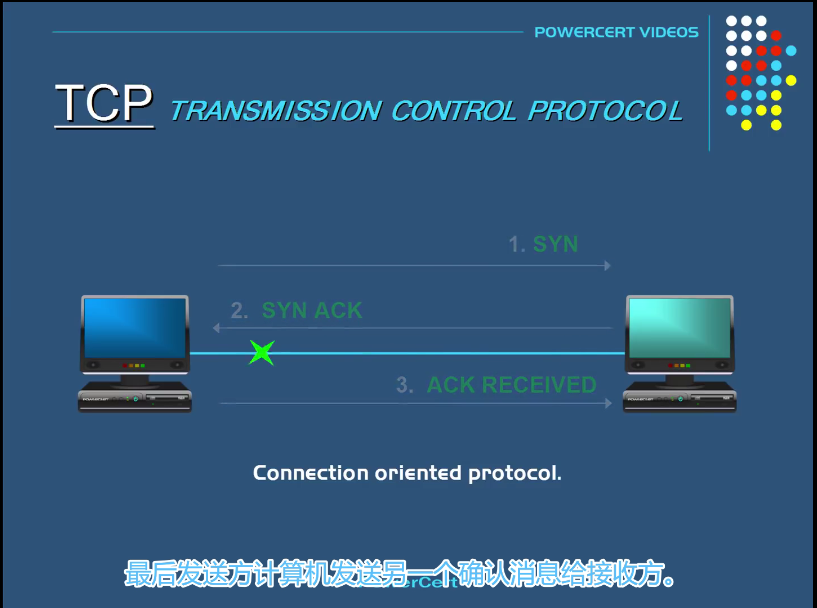 POWERCERT VIDEOS
TCP TRANSMISSION CONTROL PROTOCOL
1. SYN
2. SYN ACK
3. ACK RECEIVED
Connection oriented protocol.
最后发送方计算机发送另一个确认消息给接收方。